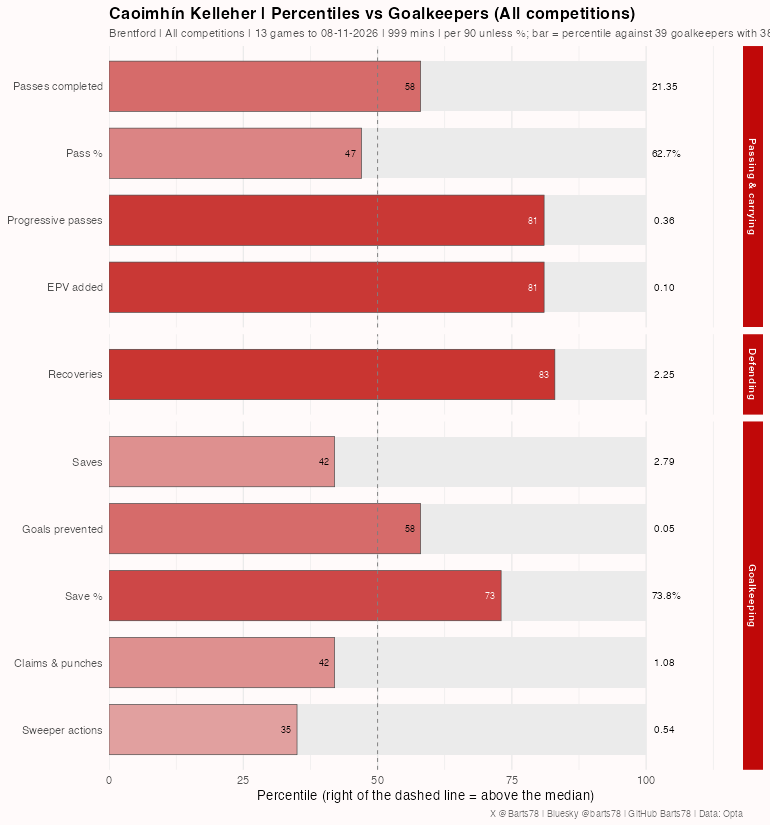 Caoimhín Kelleher | Percentiles vs Goalkeepers (All competitions)
Brentford | All competitions | 13 games to 08-11-2026 | 999 mins | per 90 unless %; bar = percentile against 39 goalkeepers with 38
Passes completed 58 21.35
Pass % 47 62.7%
Progressive passes 81 0.36
EPV added 81 0.10
Passing & carrying
Recoveries 83 2.25
Defending
Saves 42 2.79
Goals prevented 58 0.05
Save % 73 73.8%
Claims & punches 42 1.08
Sweeper actions 35 0.54
Goalkeeping
0 25 50 75 100
Percentile (right of the dashed line = above the median)
X @Barts78 | Bluesky @barts78 | GitHub Barts78 | Data: Opta